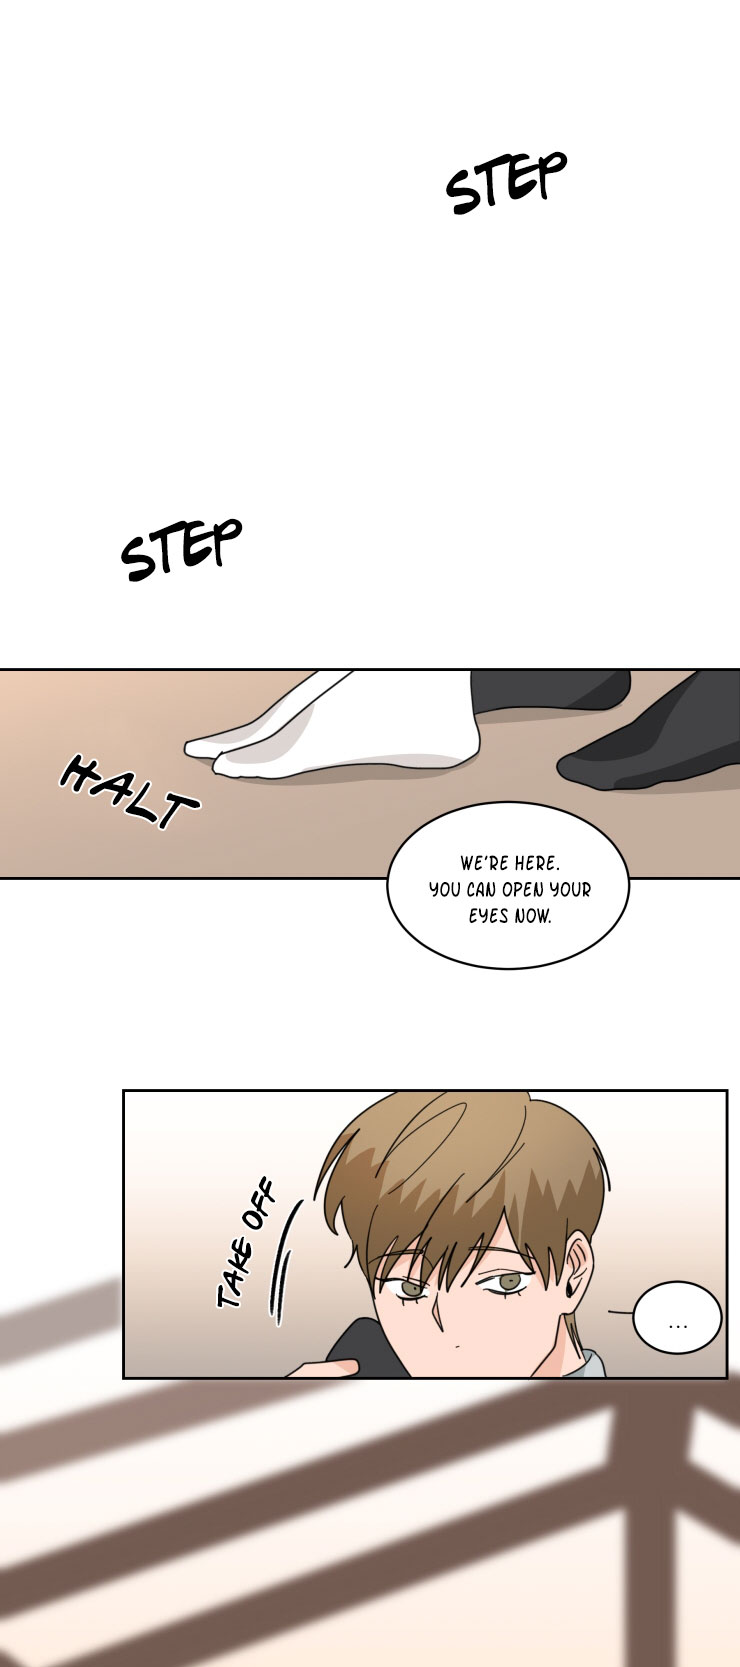 STEP
STEP
HALT
WE'RE HERE.
YOU CAN OPEN YOUR
EYES NOW.
TAKE OFF
...